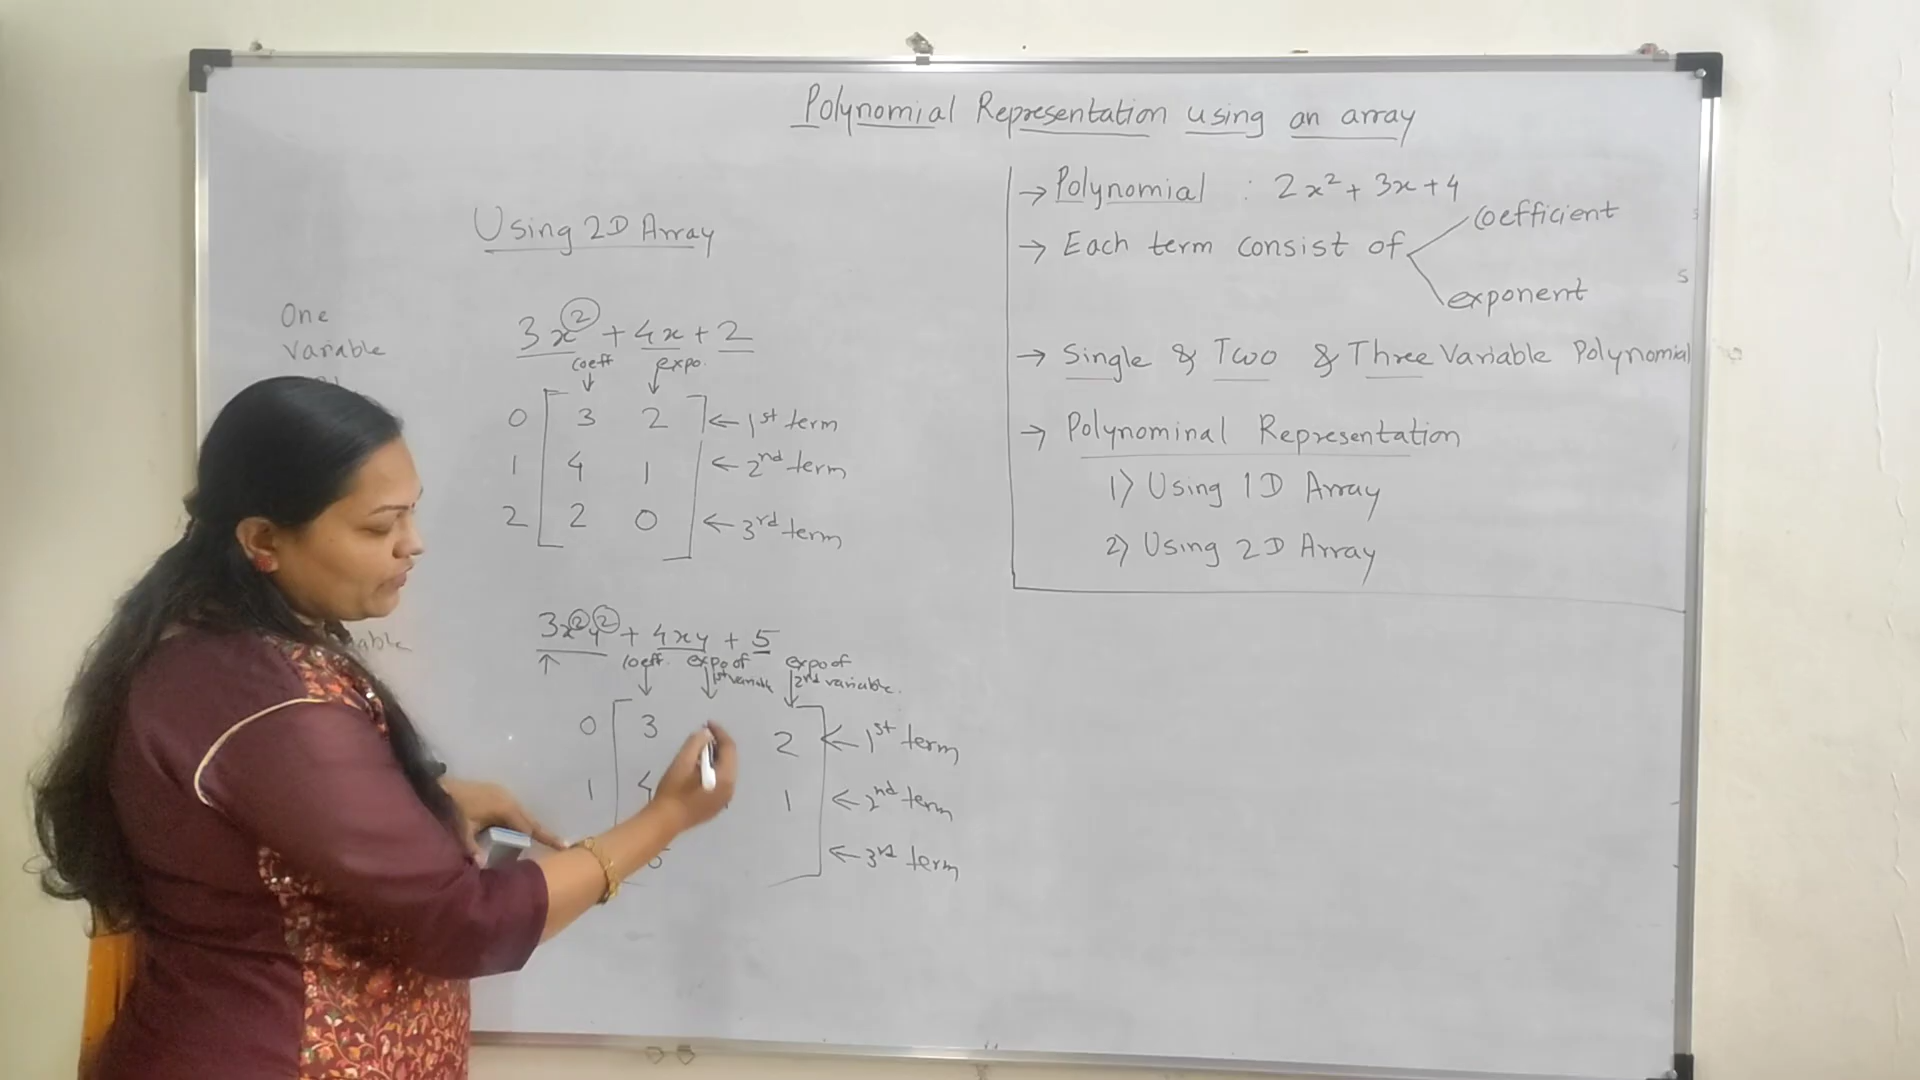 Polynomial Representation using an array
Using 2D Array
One
Variable
3x² + 4x + 2
coeff expo.
0 3 2 ← 1st term
1 4 1 ← 2nd term
2 2 0 ← 3rd term
3x²y² + 4xy + 5
↑ coeff. expo of 1st variable expo of 2nd variable.
0 3 2 ← 1st term
1 4 1 ← 2nd term
5 ← 3rd term
→ Polynomial : 2x² + 3x + 4
→ Each term consist of coefficient
exponent
→ Single & Two & Three Variable Polynomial
→ Polynominal Representation
1) Using 1D Array
2) Using 2D Array